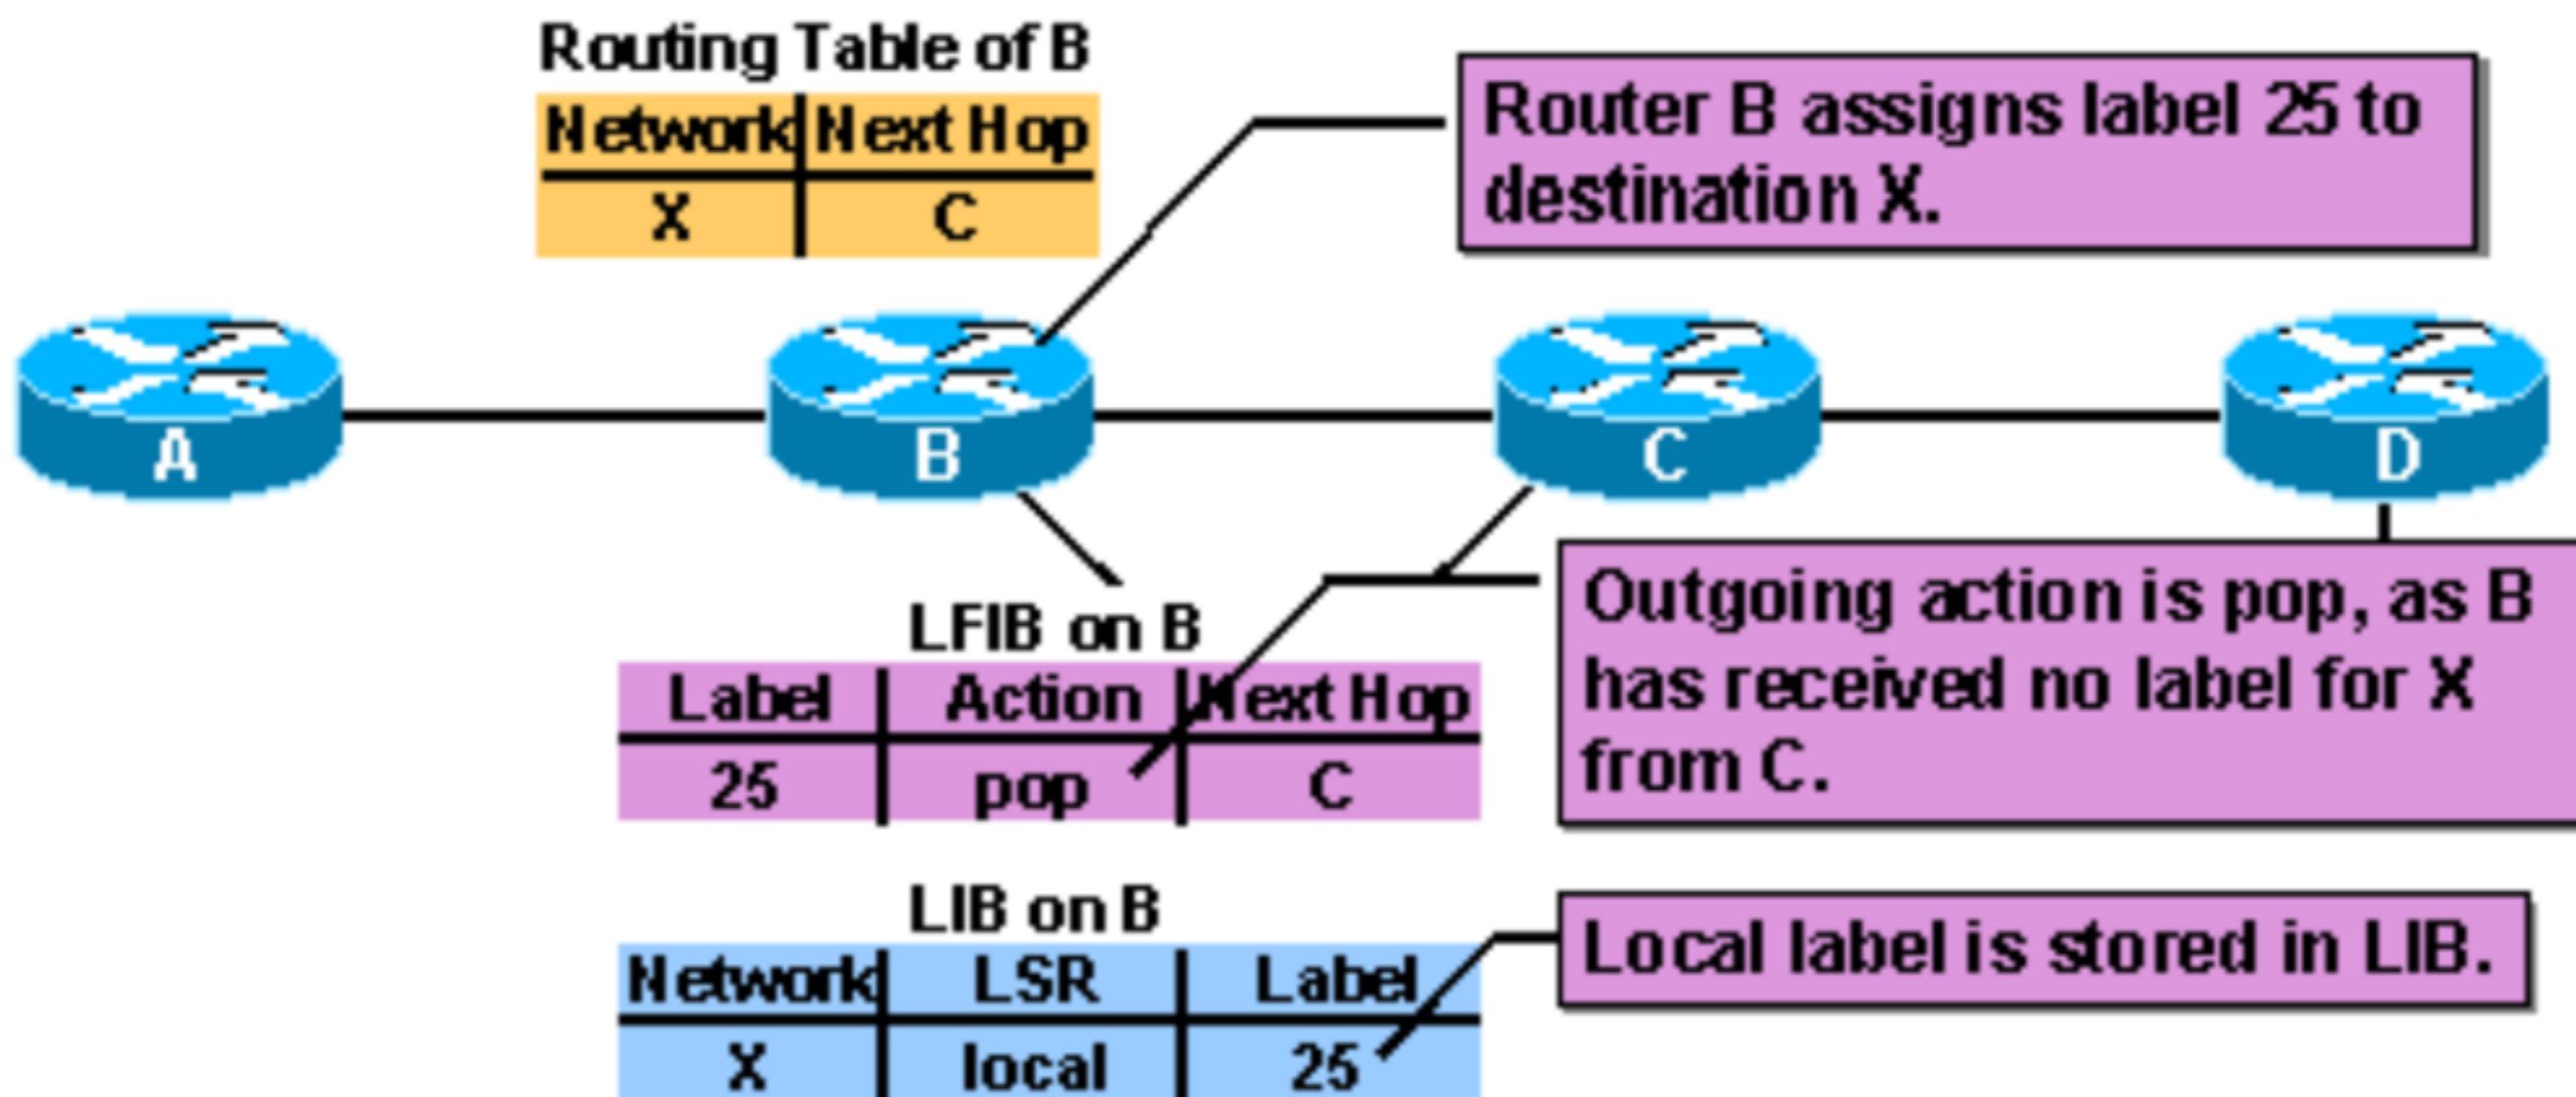 Routing Table of B
Network Next Hop
X C
Router B assigns label 25 to
destination X.
A B C D
LFIB on B
Label Action Next Hop
25 pop C
Outgoing action is pop, as B
has received no label for X
from C.
LIB on B
Network LSR Label
X local 25
Local label is stored in LIB.